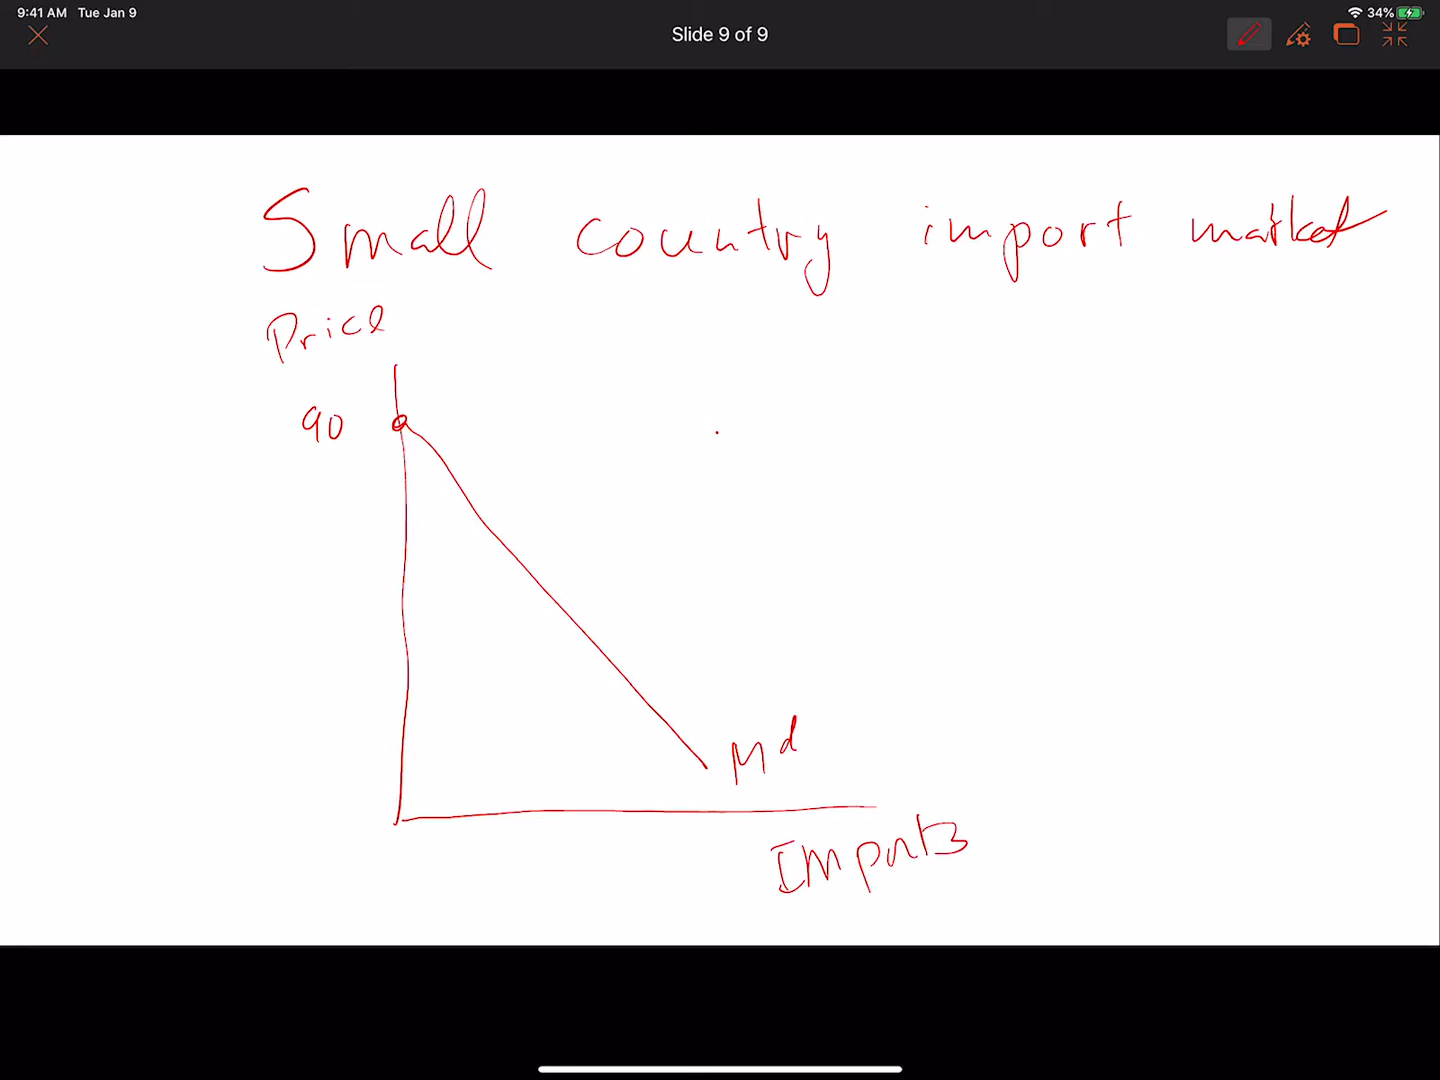 9:41 AM Tue Jan 9
34%
Slide 9 of 9
Small country import market
Price
90
Md
Imports